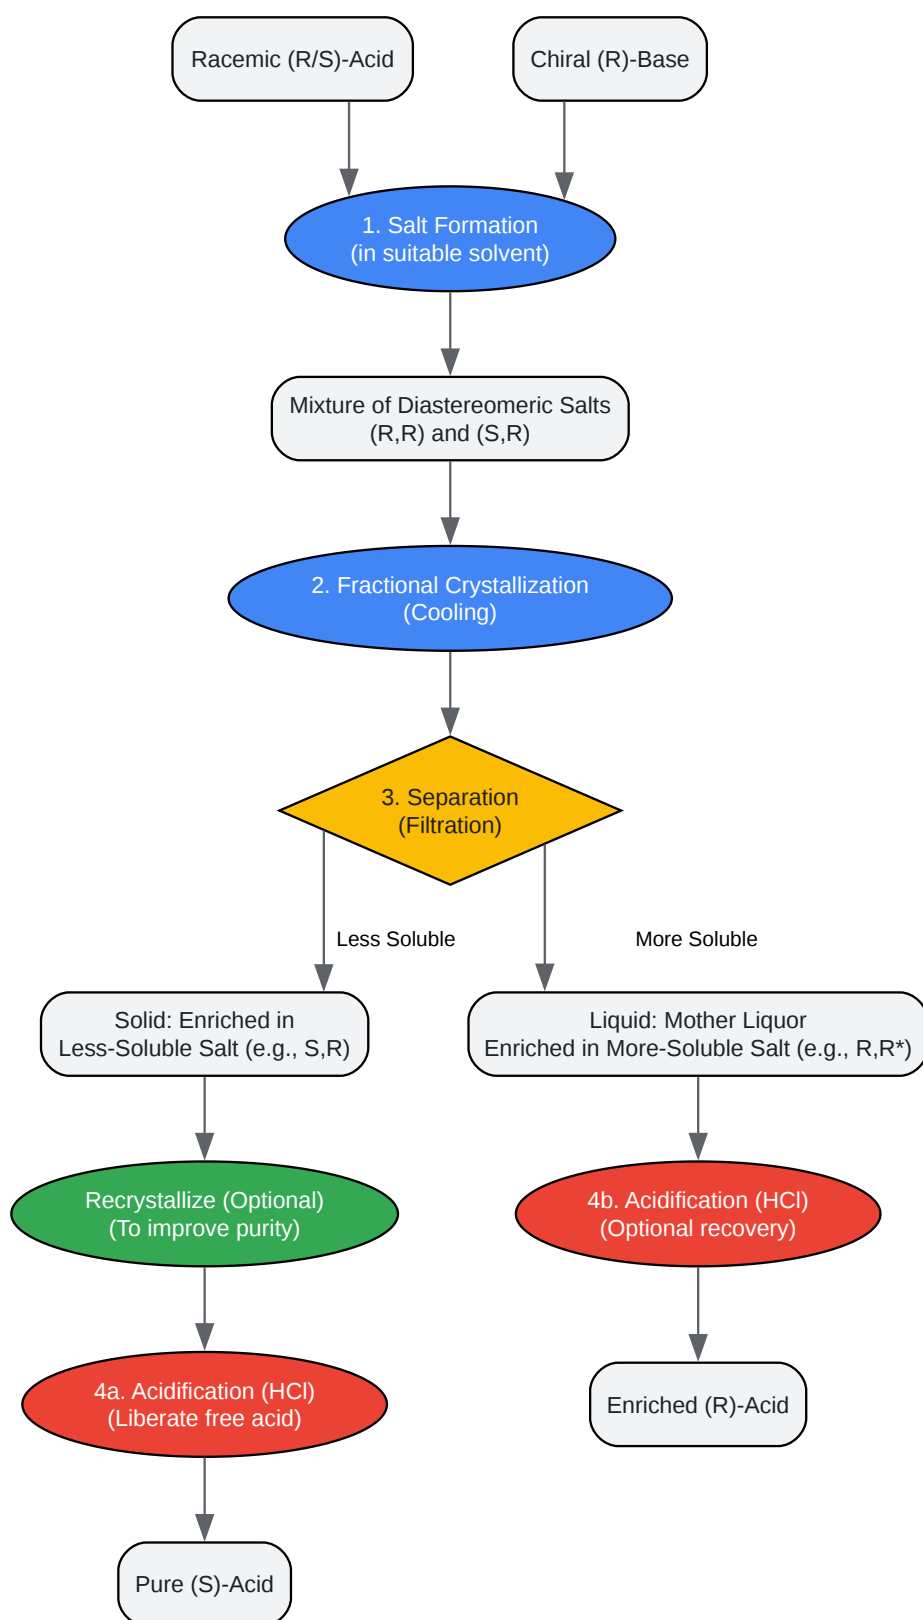 Racemic (R/S)-Acid
Chiral (R)-Base
1. Salt Formation
(in suitable solvent)
Mixture of Diastereomeric Salts
(R,R) and (S,R)
2. Fractional Crystallization
(Cooling)
3. Separation
(Filtration)
Less Soluble
More Soluble
Solid: Enriched in
Less-Soluble Salt (e.g., S,R)
Liquid: Mother Liquor
Enriched in More-Soluble Salt (e.g., R,R*)
Recrystallize (Optional)
(To improve purity)
4b. Acidification (HCl)
(Optional recovery)
4a. Acidification (HCl)
(Liberate free acid)
Enriched (R)-Acid
Pure (S)-Acid